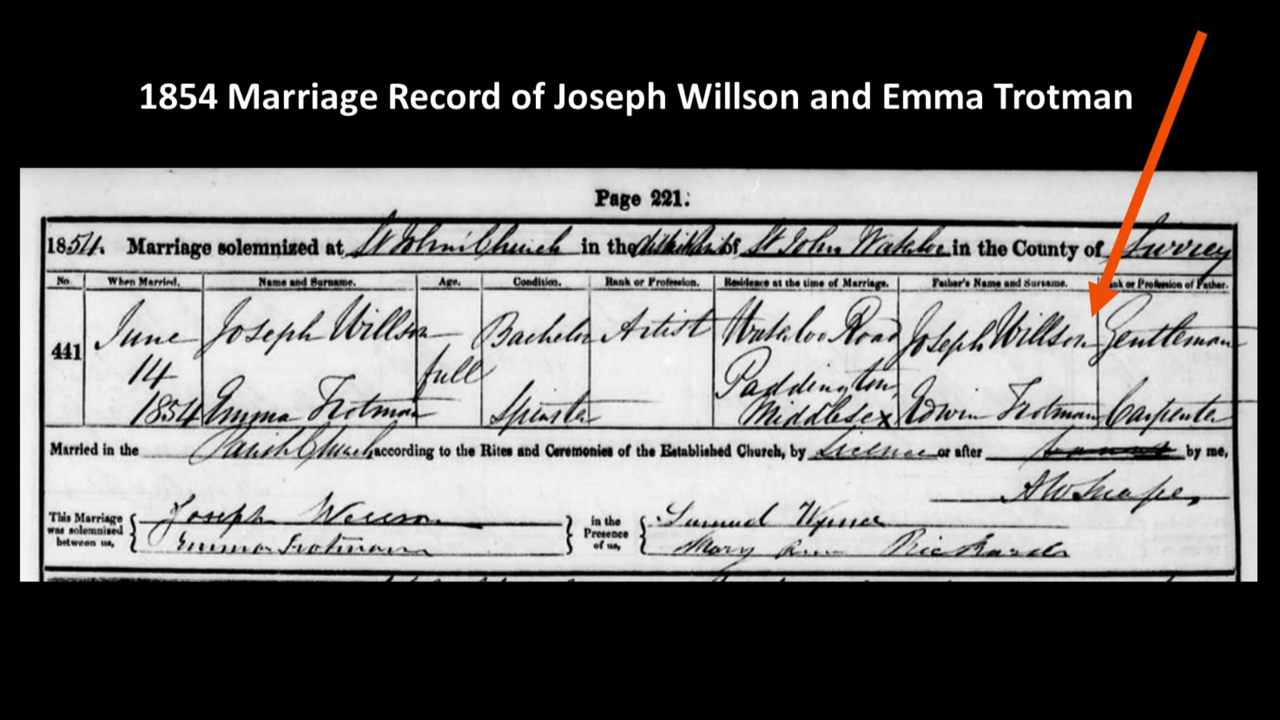 1854 Marriage Record of Joseph Willson and Emma Trotman
Page 221.
1854. Marriage solemnized at St John's Church in the of St John Waterloo in the County of Surrey
No. When Married. Name and Surname. Age. Condition. Rank or Profession. Residence at the time of Marriage. Father's Name and Surname. Rank or Profession of Father.
441 June 14 1854 Joseph Willson full Bachelor Artist Waterloo Road Joseph Willson Gentleman
Emma Trotman Spinster Paddington Middlesex Edwin Trotman Carpenter
Married in the Parish Church according to the Rites and Ceremonies of the Established Church, by Licence or after banns by me,
This Marriage was solemnized between us, Joseph Willson in the Presence of us, Samuel
Emma Trotman Mary Ann Rickards